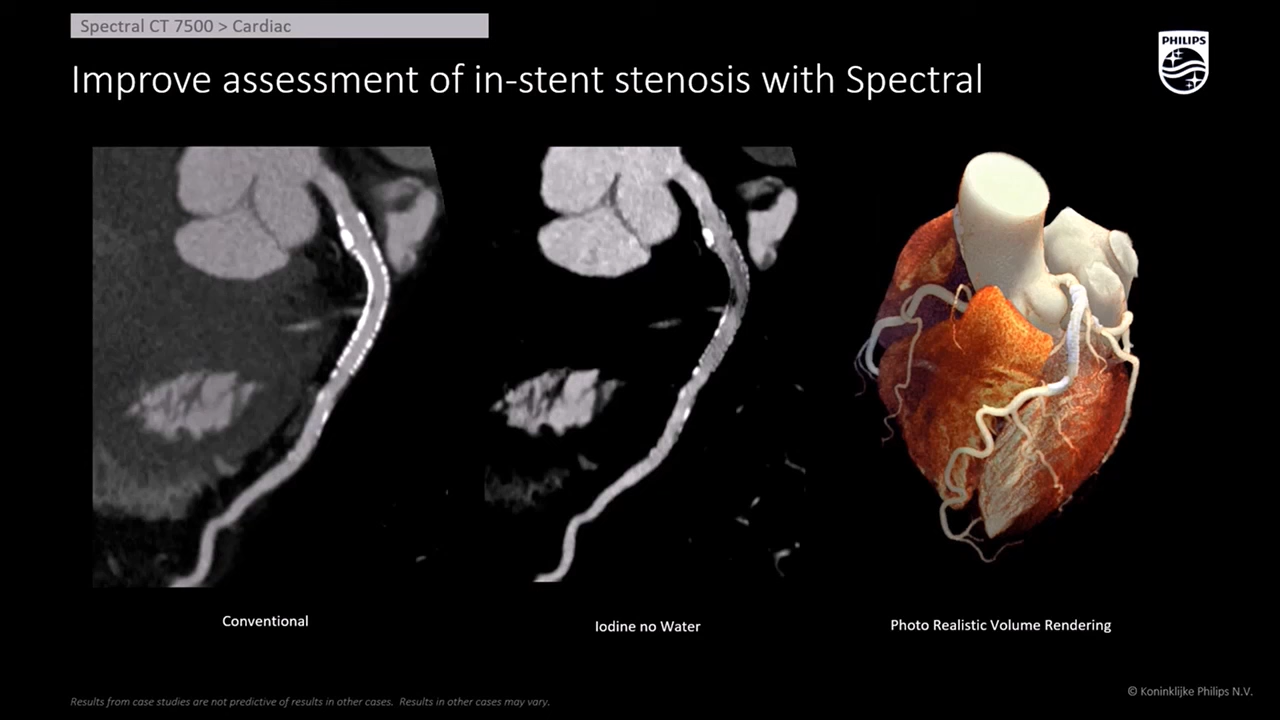 Spectral CT 7500 > Cardiac
Improve assessment of in-stent stenosis with Spectral
PHILIPS
Conventional
Iodine no Water
Photo Realistic Volume Rendering
Results from case studies are not predictive of results in other cases. Results in other cases may vary.
© Koninklijke Philips N.V.